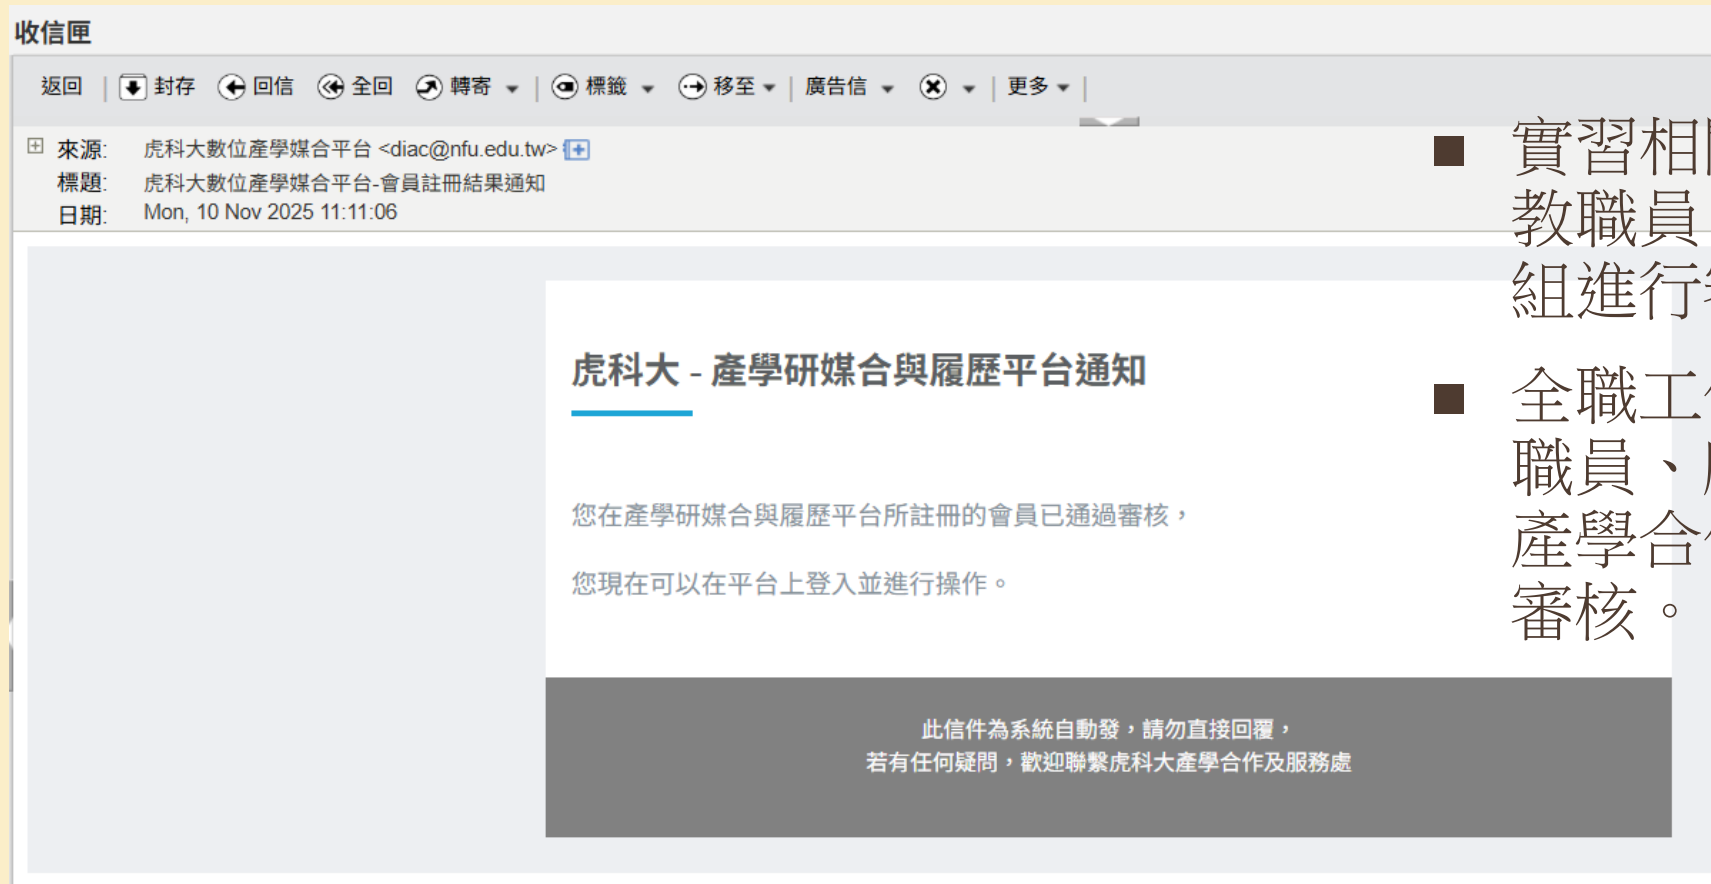 收信匣
返回 | 封存 回信 全回 轉寄 | 標籤 移至 | 廣告信 | 更多 |
來源: 虎科大數位產學媒合平台 <diac@nfu.edu.tw>
標題: 虎科大數位產學媒合平台-會員註冊結果通知
日期: Mon, 10 Nov 2025 11:11:06
虎科大 - 產學研媒合與履歷平台通知
您在產學研媒合與履歷平台所註冊的會員已通過審核，
您現在可以在平台上登入並進行操作。
此信件為系統自動發，請勿直接回覆，
若有任何疑問，歡迎聯繫虎科大產學合作及服務處
■ 實習相
教職員
組進行
■ 全職工
職員、
產學合
審核。